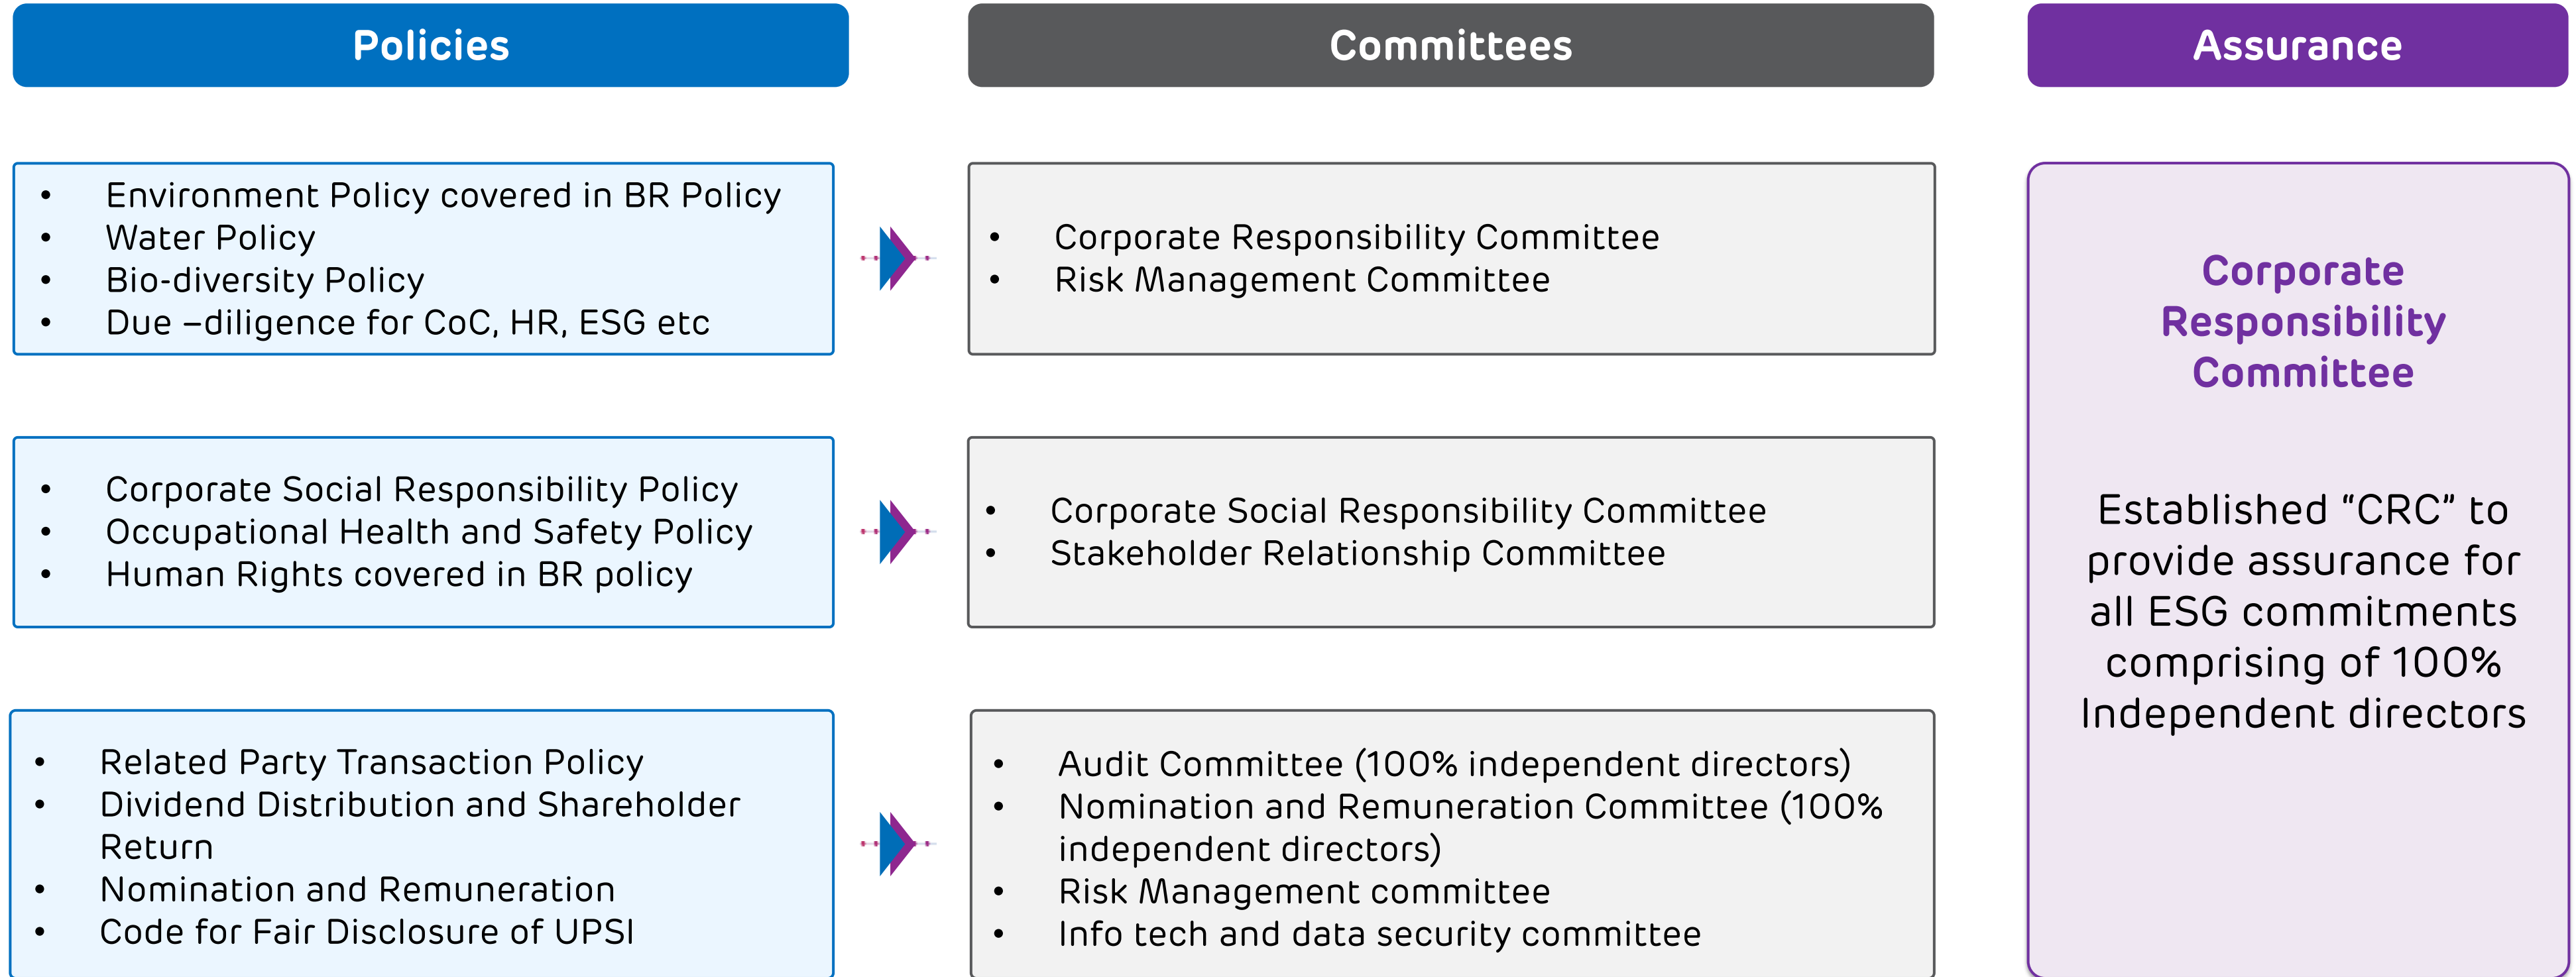 Policies
Committees
Assurance
• Environment Policy covered in BR Policy
• Water Policy
• Bio-diversity Policy
• Due –diligence for CoC, HR, ESG etc
• Corporate Responsibility Committee
• Risk Management Committee
• Corporate Social Responsibility Policy
• Occupational Health and Safety Policy
• Human Rights covered in BR policy
• Corporate Social Responsibility Committee
• Stakeholder Relationship Committee
• Related Party Transaction Policy
• Dividend Distribution and Shareholder
Return
• Nomination and Remuneration
• Code for Fair Disclosure of UPSI
• Audit Committee (100% independent directors)
• Nomination and Remuneration Committee (100%
independent directors)
• Risk Management committee
• Info tech and data security committee
Corporate
Responsibility
Committee
Established “CRC” to
provide assurance for
all ESG commitments
comprising of 100%
Independent directors